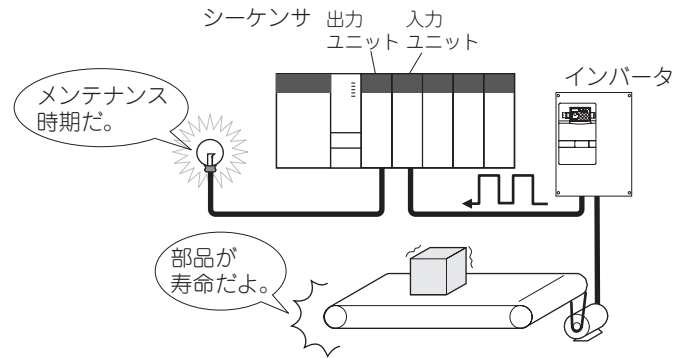 シーケンサ
出力
ユニット
入力
ユニット
インバータ
メンテナンス
時期だ。
部品が
寿命だよ。